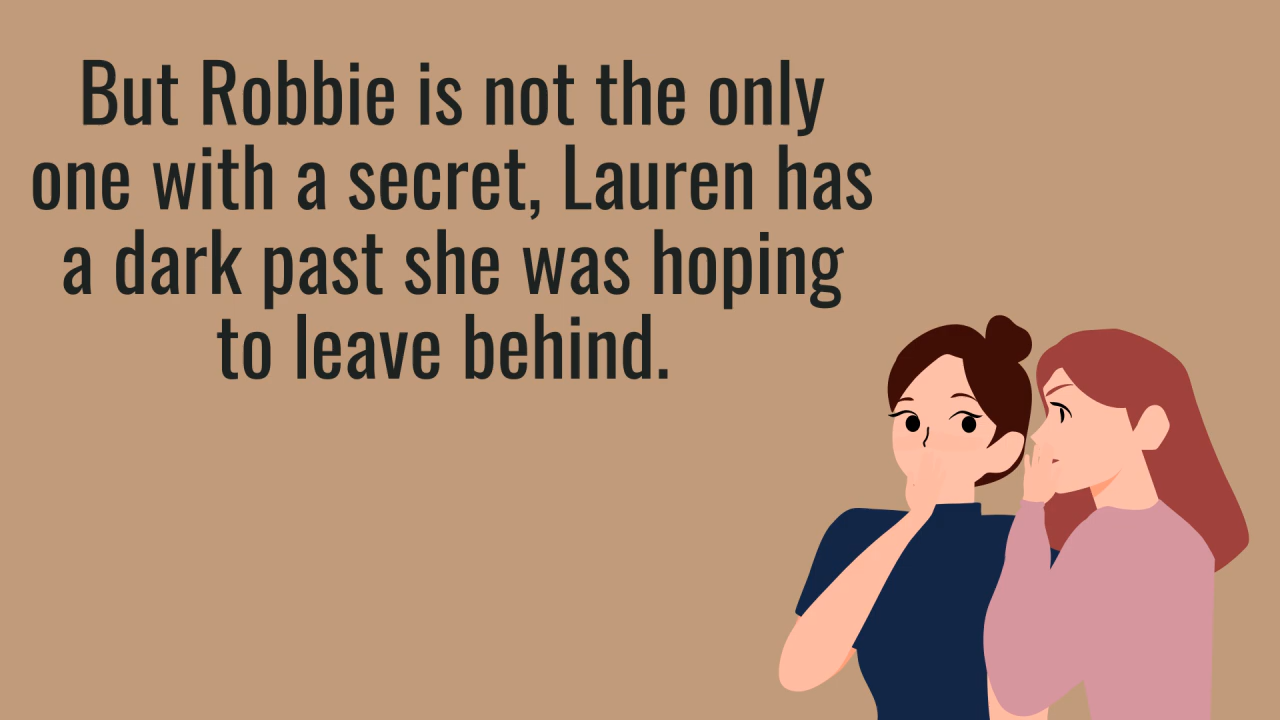 But Robbie is not the only
one with a secret, Lauren has
a dark past she was hoping
to leave behind.